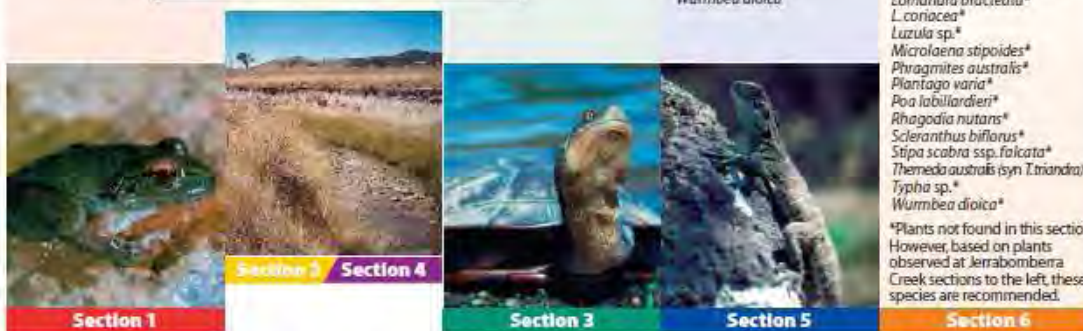 Wurmbea dioica
Lomandra bracteata*
L. coriacea*
Luzula sp.*
Microlaena stipoides*
Phragmites australis*
Plantago varia*
Poa labillardieri*
Rhagodia nutans*
Scleranthus biflorus*
Stipa scabra ssp. falcata*
Themeda australis (syn T. triandra)
Typha sp.*
Wurmbea dioica*
*Plants not found in this sectio
However, based on plants
observed at Jerrabomberra
Creek sections to the left, these
species are recommended.
Section 4
Section 1
Section 3
Section 5
Section 6